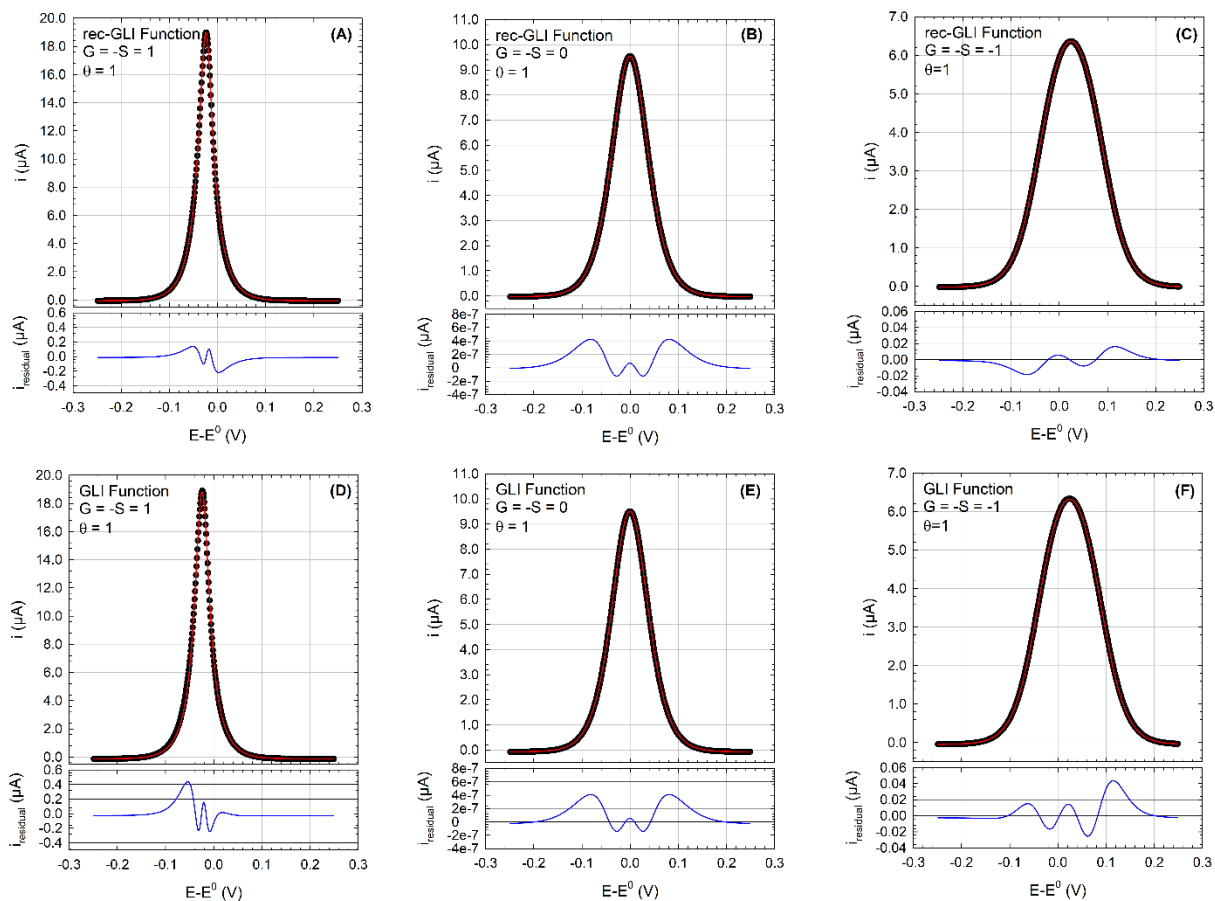 rec-GLI Function
G = -S = 1
θ = 1
(A)
20.0
18.0
16.0
14.0
12.0
10.0
8.0
6.0
4.0
2.0
0.0
i (µA)
0.6
0.4
0.2
0.0
-0.2
-0.4
i residual (µA)
-0.3 -0.2 -0.1 0.0 0.1 0.2 0.3
E-E⁰ (V)
rec-GLI Function
G = -S = 0
θ = 1
(B)
11.0
10.0
9.0
8.0
7.0
6.0
5.0
4.0
3.0
2.0
1.0
0.0
i (µA)
8e-7
6e-7
4e-7
2e-7
0
-2e-7
-4e-7
i residual (µA)
-0.3 -0.2 -0.1 0.0 0.1 0.2 0.3
E-E⁰ (V)
rec-GLI Function
G = -S = -1
θ=1
(C)
7.0
6.0
5.0
4.0
3.0
2.0
1.0
0.0
i (µA)
0.06
0.04
0.02
0.00
-0.02
-0.04
i residual (µA)
-0.3 -0.2 -0.1 0.0 0.1 0.2 0.3
E-E⁰ (V)
GLI Function
G = -S = 1
θ = 1
(D)
20.0
18.0
16.0
14.0
12.0
10.0
8.0
6.0
4.0
2.0
0.0
i (µA)
0.6
0.4
0.2
0.0
-0.2
-0.4
i residual (µA)
-0.3 -0.2 -0.1 0.0 0.1 0.2 0.3
E-E⁰ (V)
GLI Function
G = -S = 0
θ = 1
(E)
11.0
10.0
9.0
8.0
7.0
6.0
5.0
4.0
3.0
2.0
1.0
0.0
i (µA)
8e-7
6e-7
4e-7
2e-7
0
-2e-7
-4e-7
i residual (µA)
-0.3 -0.2 -0.1 0.0 0.1 0.2 0.3
E-E⁰ (V)
GLI Function
G = -S = -1
θ=1
(F)
7.0
6.0
5.0
4.0
3.0
2.0
1.0
0.0
i (µA)
0.06
0.04
0.02
0.00
-0.02
-0.04
i residual (µA)
-0.3 -0.2 -0.1 0.0 0.1 0.2 0.3
E-E⁰ (V)